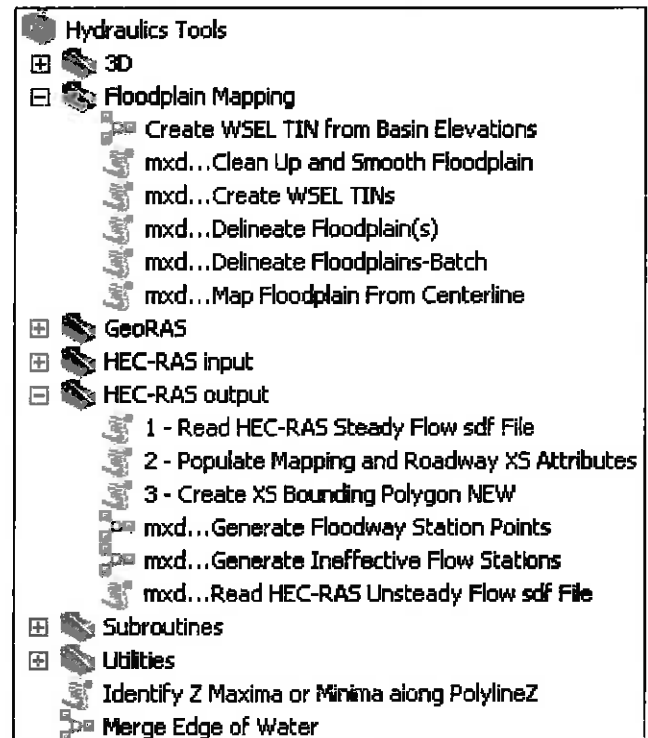 Hydraulics Tools
3D
Floodplain Mapping
Create WSEL TIN from Basin Elevations
mxd...Clean Up and Smooth Floodplain
mxd...Create WSEL TINs
mxd...Delineate Floodplain(s)
mxd...Delineate Floodplains-Batch
mxd...Map Floodplain From Centerline
GeoRAS
HEC-RAS input
HEC-RAS output
1 - Read HEC-RAS Steady Flow sdf File
2 - Populate Mapping and Roadway XS Attributes
3 - Create XS Bounding Polygon NEW
mxd...Generate Floodway Station Points
mxd...Generate Ineffective Flow Stations
mxd...Read HEC-RAS Unsteady Flow sdf File
Subroutines
Utilities
Identify Z Maxima or Minima along PolylineZ
Merge Edge of Water